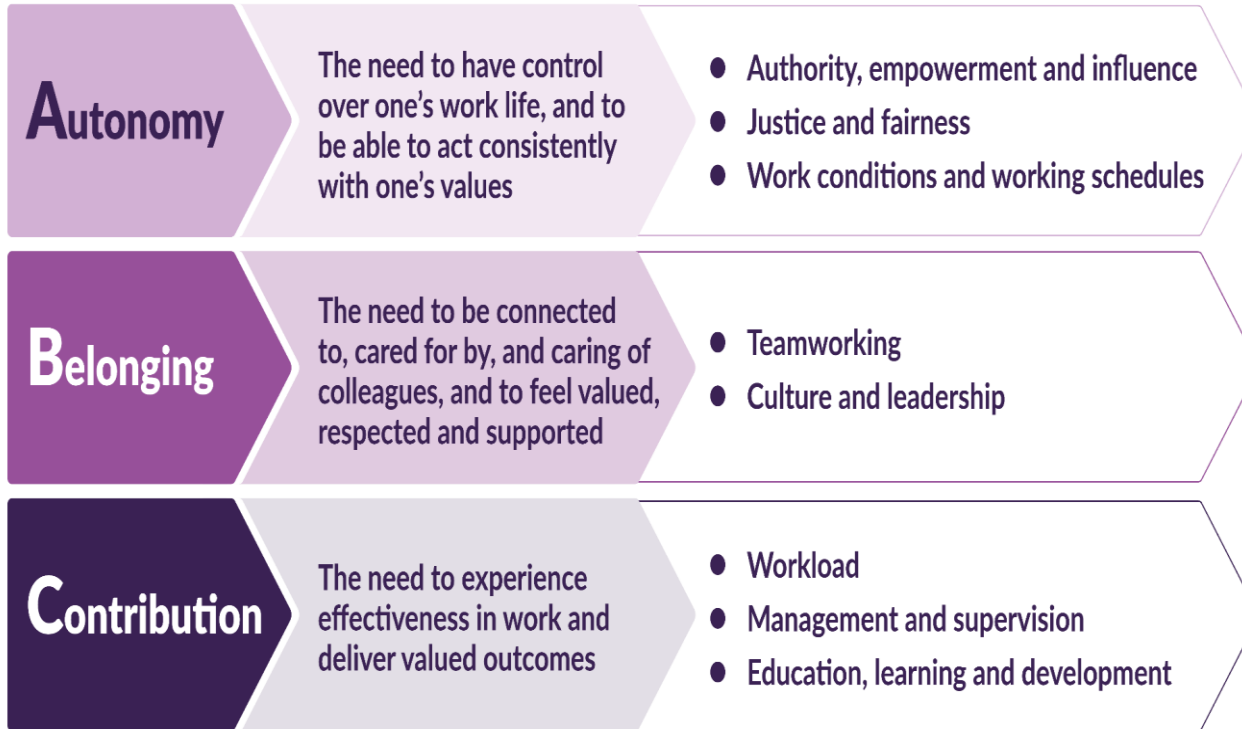 Autonomy
The need to have control
over one’s work life, and to
be able to act consistently
with one’s values
● Authority, empowerment and influence
● Justice and fairness
● Work conditions and working schedules
Belonging
The need to be connected
to, cared for by, and caring of
colleagues, and to feel valued,
respected and supported
● Teamworking
● Culture and leadership
Contribution
The need to experience
effectiveness in work and
deliver valued outcomes
● Workload
● Management and supervision
● Education, learning and development